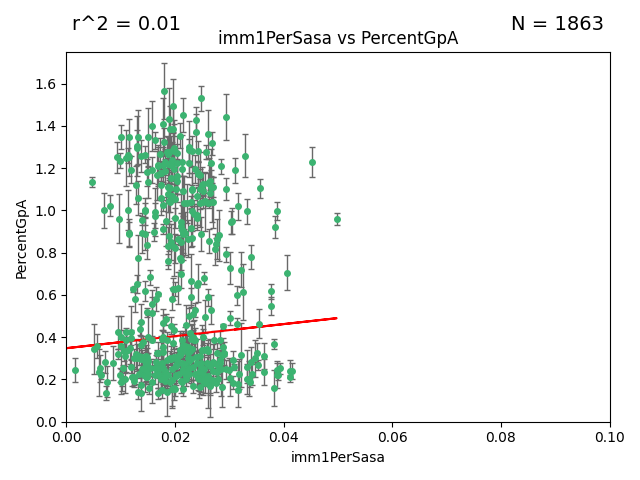 r^2 = 0.01
N = 1863
imm1PerSasa vs PercentGpA
PercentGpA
1.6
1.4
1.2
1.0
0.8
0.6
0.4
0.2
0.0
0.00 0.02 0.04 0.06 0.08 0.10
imm1PerSasa